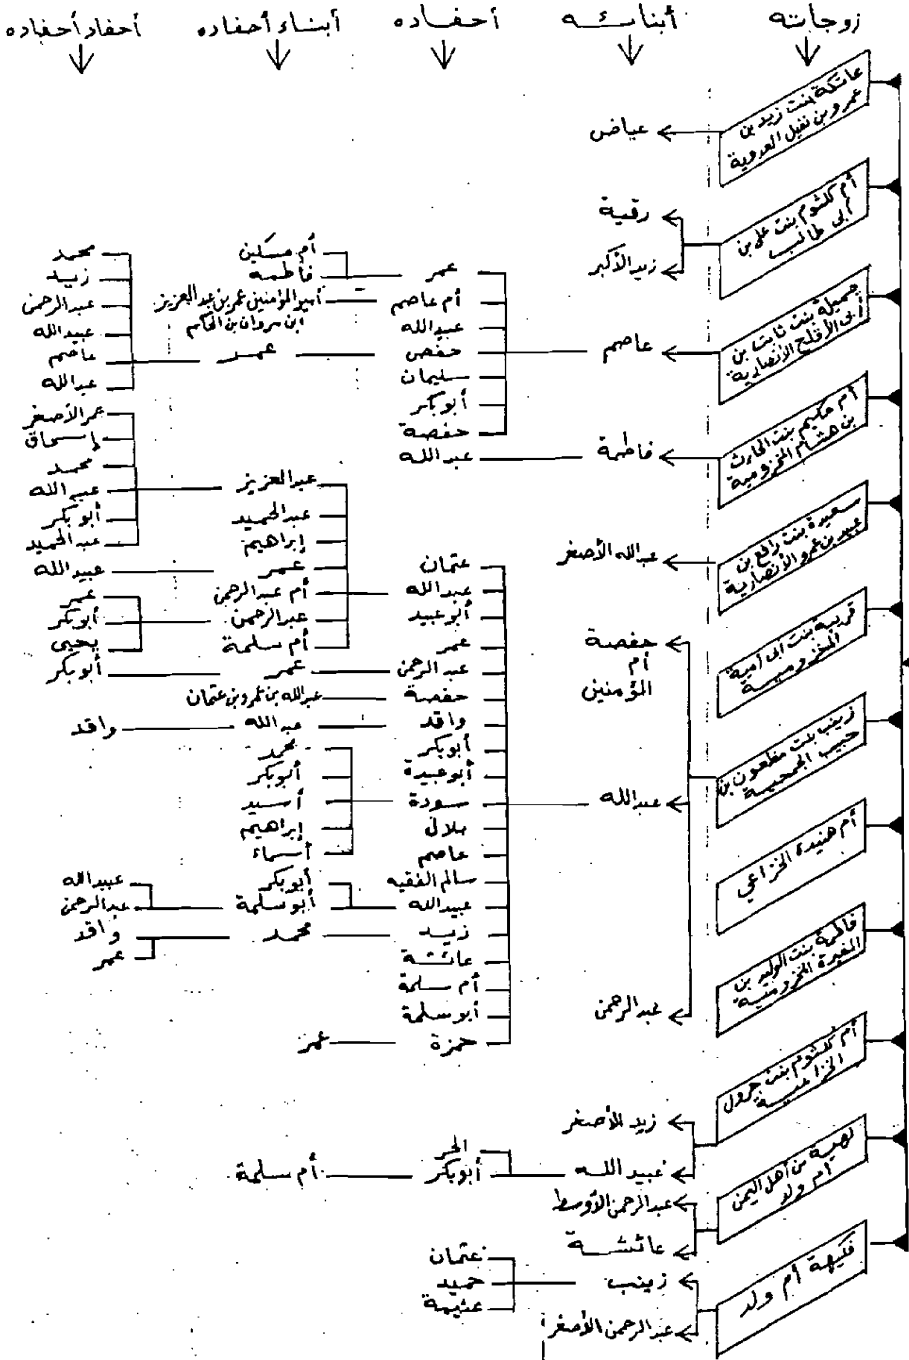 زوجاته
أبنائه
أحفاده
أبناء أحفاده
أحفاد أحفاده
عاتكة بنت زيد بن
عمرو بن نفيل العدوية
أم كلثوم بنت علي بن
أبي طالب
جميلة بنت ثابت بن
أبي الأفلح الأنصارية
أم حكيم بنت الحارث
بن هشام المخزومية
سعيدة بنت رافع بن
عبيد بن عمرو الأنصارية
قريبة بنت أبى أمية
المخزومية
زينب بنت مظعون بن
حبيب الجمحية
أم هنيدة الخزاعي
فاطمة بنت الوليد بن
المغيرة المخزومية
أم كلثوم بنت جرول
الخزاعية
لهية من أهل اليمن
أم ولد
فكيهة أم ولد
عياض
رقية
زيد الأكبر
عاصم
فاطمة
عبدالله الأصغر
حفصة
أم
المؤمنين
عبدالله
عبدالرحمن
زيد الأصغر
عبيدالله
عبدالرحمن الأوسط
عائشة
زينب
عبدالرحمن الأصغر
عمر
أم عاصم
عبيدالله
حفص
سليمان
أبوبكر
حفصة
عبدالله
عثمان
عبدالله
أبوعبيد
عمر
عبدالرحمن
حفصة
واقد
أبوبكر
أبوعبيدة
سودة
بلال
عاصم
سالم الفقيه
عبيدالله
زيد
عائشة
أم سلمة
أبوسلمة
حمزة
الحر
أبوبكر
عثمان
حميد
عثيمة
أم مسكين
فاطمه
أمير المؤمنين عمر بن عبدالعزيز
ابن مروان بن الحكم
عمر
عبدالعزيز
عبدالحميد
إبراهيم
عمر
أم عبدالرحمن
عبدالرحمن
أم سلمة
عمر
عبدالله بن عمرو بن عثمان
عبدالله
محمد
أبوبكر
أسيد
إبراهيم
أسماء
أبوبكر
أبوسلمة
محمد
عمر
أم سلمة
محمد
زيد
عبدالرحمن
عبيدالله
عاصم
عبدالله
عمر الأصغر
إسحاق
محمد
عبدالله
أبوبكر
عبدالحميد
عبيدالله
عمر
أبوبكر
يحيى
أبوبكر
واقد
عبيدالله
عبدالرحمن
واقد
عمر